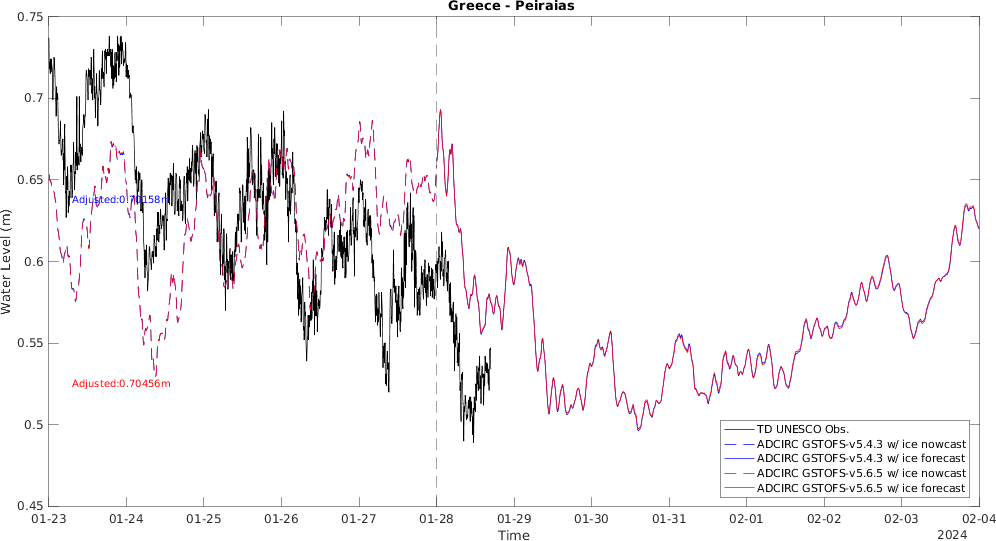 Greece - Peiraias
0.75
0.7
0.65
0.6
0.55
0.5
0.45
Water Level (m)
Adjusted:0.70158m
Adjusted:0.70456m
TD UNESCO Obs.
ADCIRC GSTOFS-v5.4.3 w/ ice nowcast
ADCIRC GSTOFS-v5.4.3 w/ ice forecast
ADCIRC GSTOFS-v5.6.5 w/ ice nowcast
ADCIRC GSTOFS-v5.6.5 w/ ice forecast
01-23 01-24 01-25 01-26 01-27 01-28 01-29 01-30 01-31 02-01 02-02 02-03 02-04
Time
2024